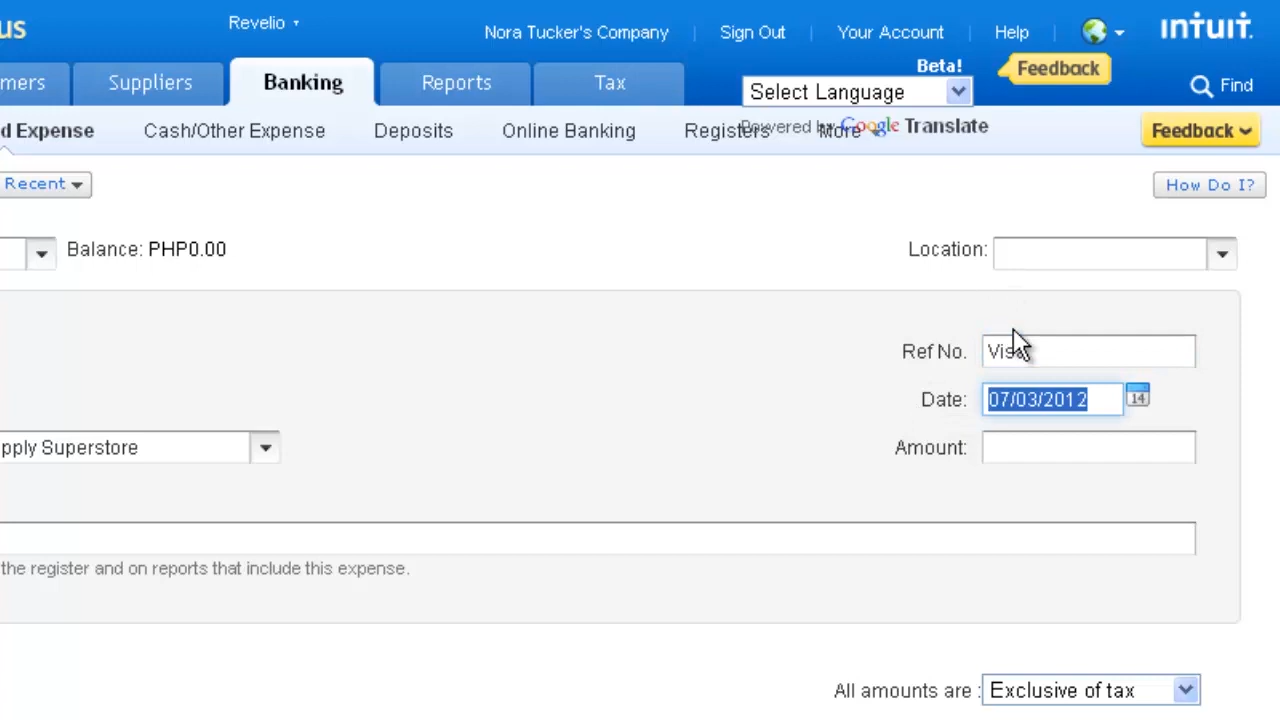 us
Revelio
Nora Tucker's Company
Sign Out
Your Account
Help
INTUIT.
mers
Suppliers
Banking
Reports
Tax
Beta!
Select Language
Feedback
Find
d Expense
Cash/Other Expense
Deposits
Online Banking
Registers
More
Powered by Google Translate
Feedback
Recent
How Do I?
Balance: PHP0.00
Location:
Ref No.
Visa
Date:
07/03/2012
14
pply Superstore
Amount:
the register and on reports that include this expense.
All amounts are :
Exclusive of tax